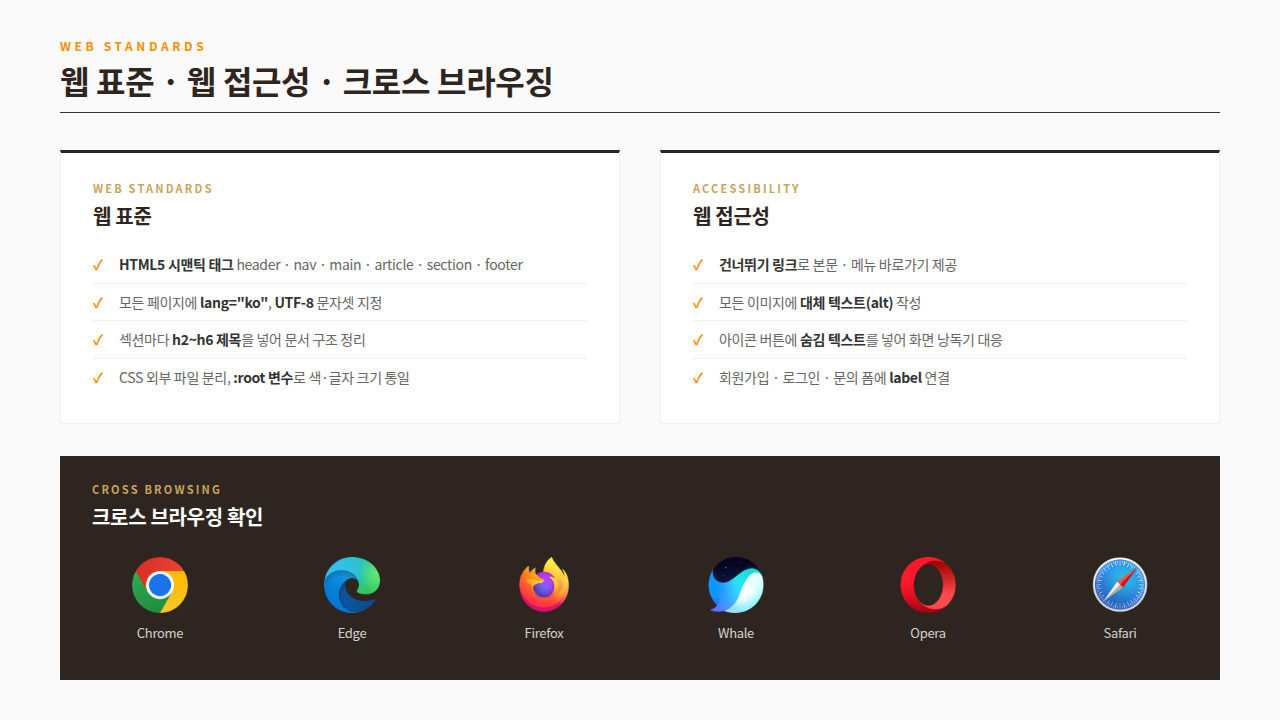 WEB STANDARDS
웹 표준 · 웹 접근성 · 크로스 브라우징
WEB STANDARDS
웹 표준
✓ HTML5 시맨틱 태그 header · nav · main · article · section · footer
✓ 모든 페이지에 lang="ko", UTF-8 문자셋 지정
✓ 섹션마다 h2~h6 제목을 넣어 문서 구조 정리
✓ CSS 외부 파일 분리, :root 변수로 색·글자 크기 통일
ACCESSIBILITY
웹 접근성
✓ 건너뛰기 링크로 본문 · 메뉴 바로가기 제공
✓ 모든 이미지에 대체 텍스트(alt) 작성
✓ 아이콘 버튼에 숨김 텍스트를 넣어 화면 낭독기 대응
✓ 회원가입 · 로그인 · 문의 폼에 label 연결
CROSS BROWSING
크로스 브라우징 확인
Chrome
Edge
Firefox
Whale
Opera
Safari